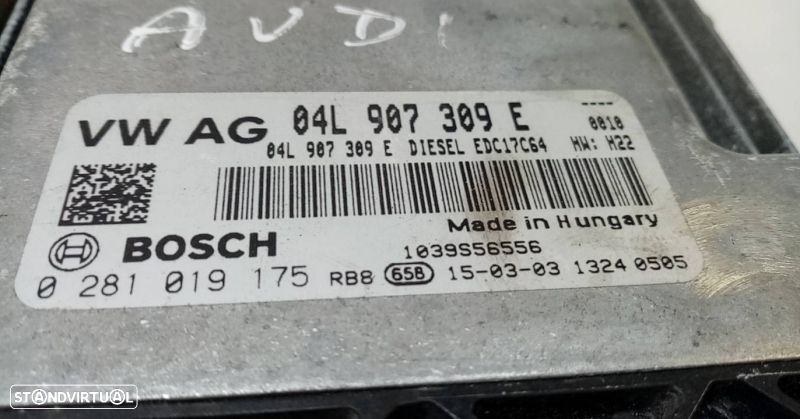 AUDI
VW AG 04L 907 309 E ----
04L 907 309 E DIESEL EDC17C64 0010
HW: H22
Made in Hungary
BOSCH 1039S56556
0 281 019 175 RB8 658 15-03-03 1324 0505
STANDVIRTUAL